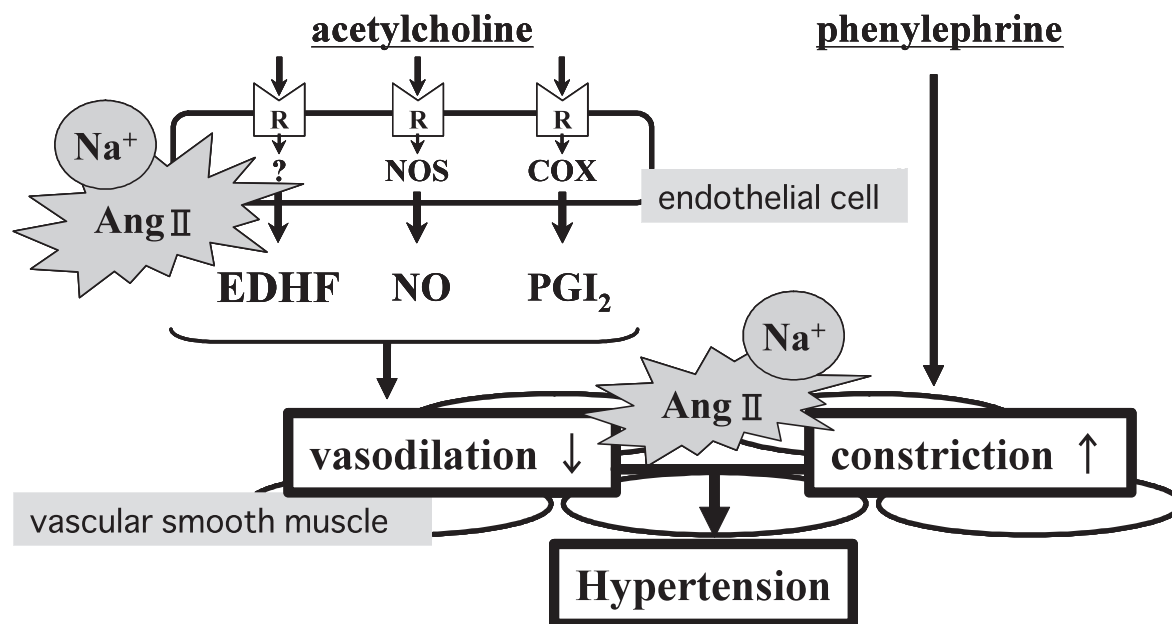 acetylcholine
phenylephrine
R R R
Na⁺
? NOS COX
Ang Ⅱ
endothelial cell
EDHF NO PGI₂
Na⁺
Ang Ⅱ
vasodilation ↓
constriction ↑
vascular smooth muscle
Hypertension